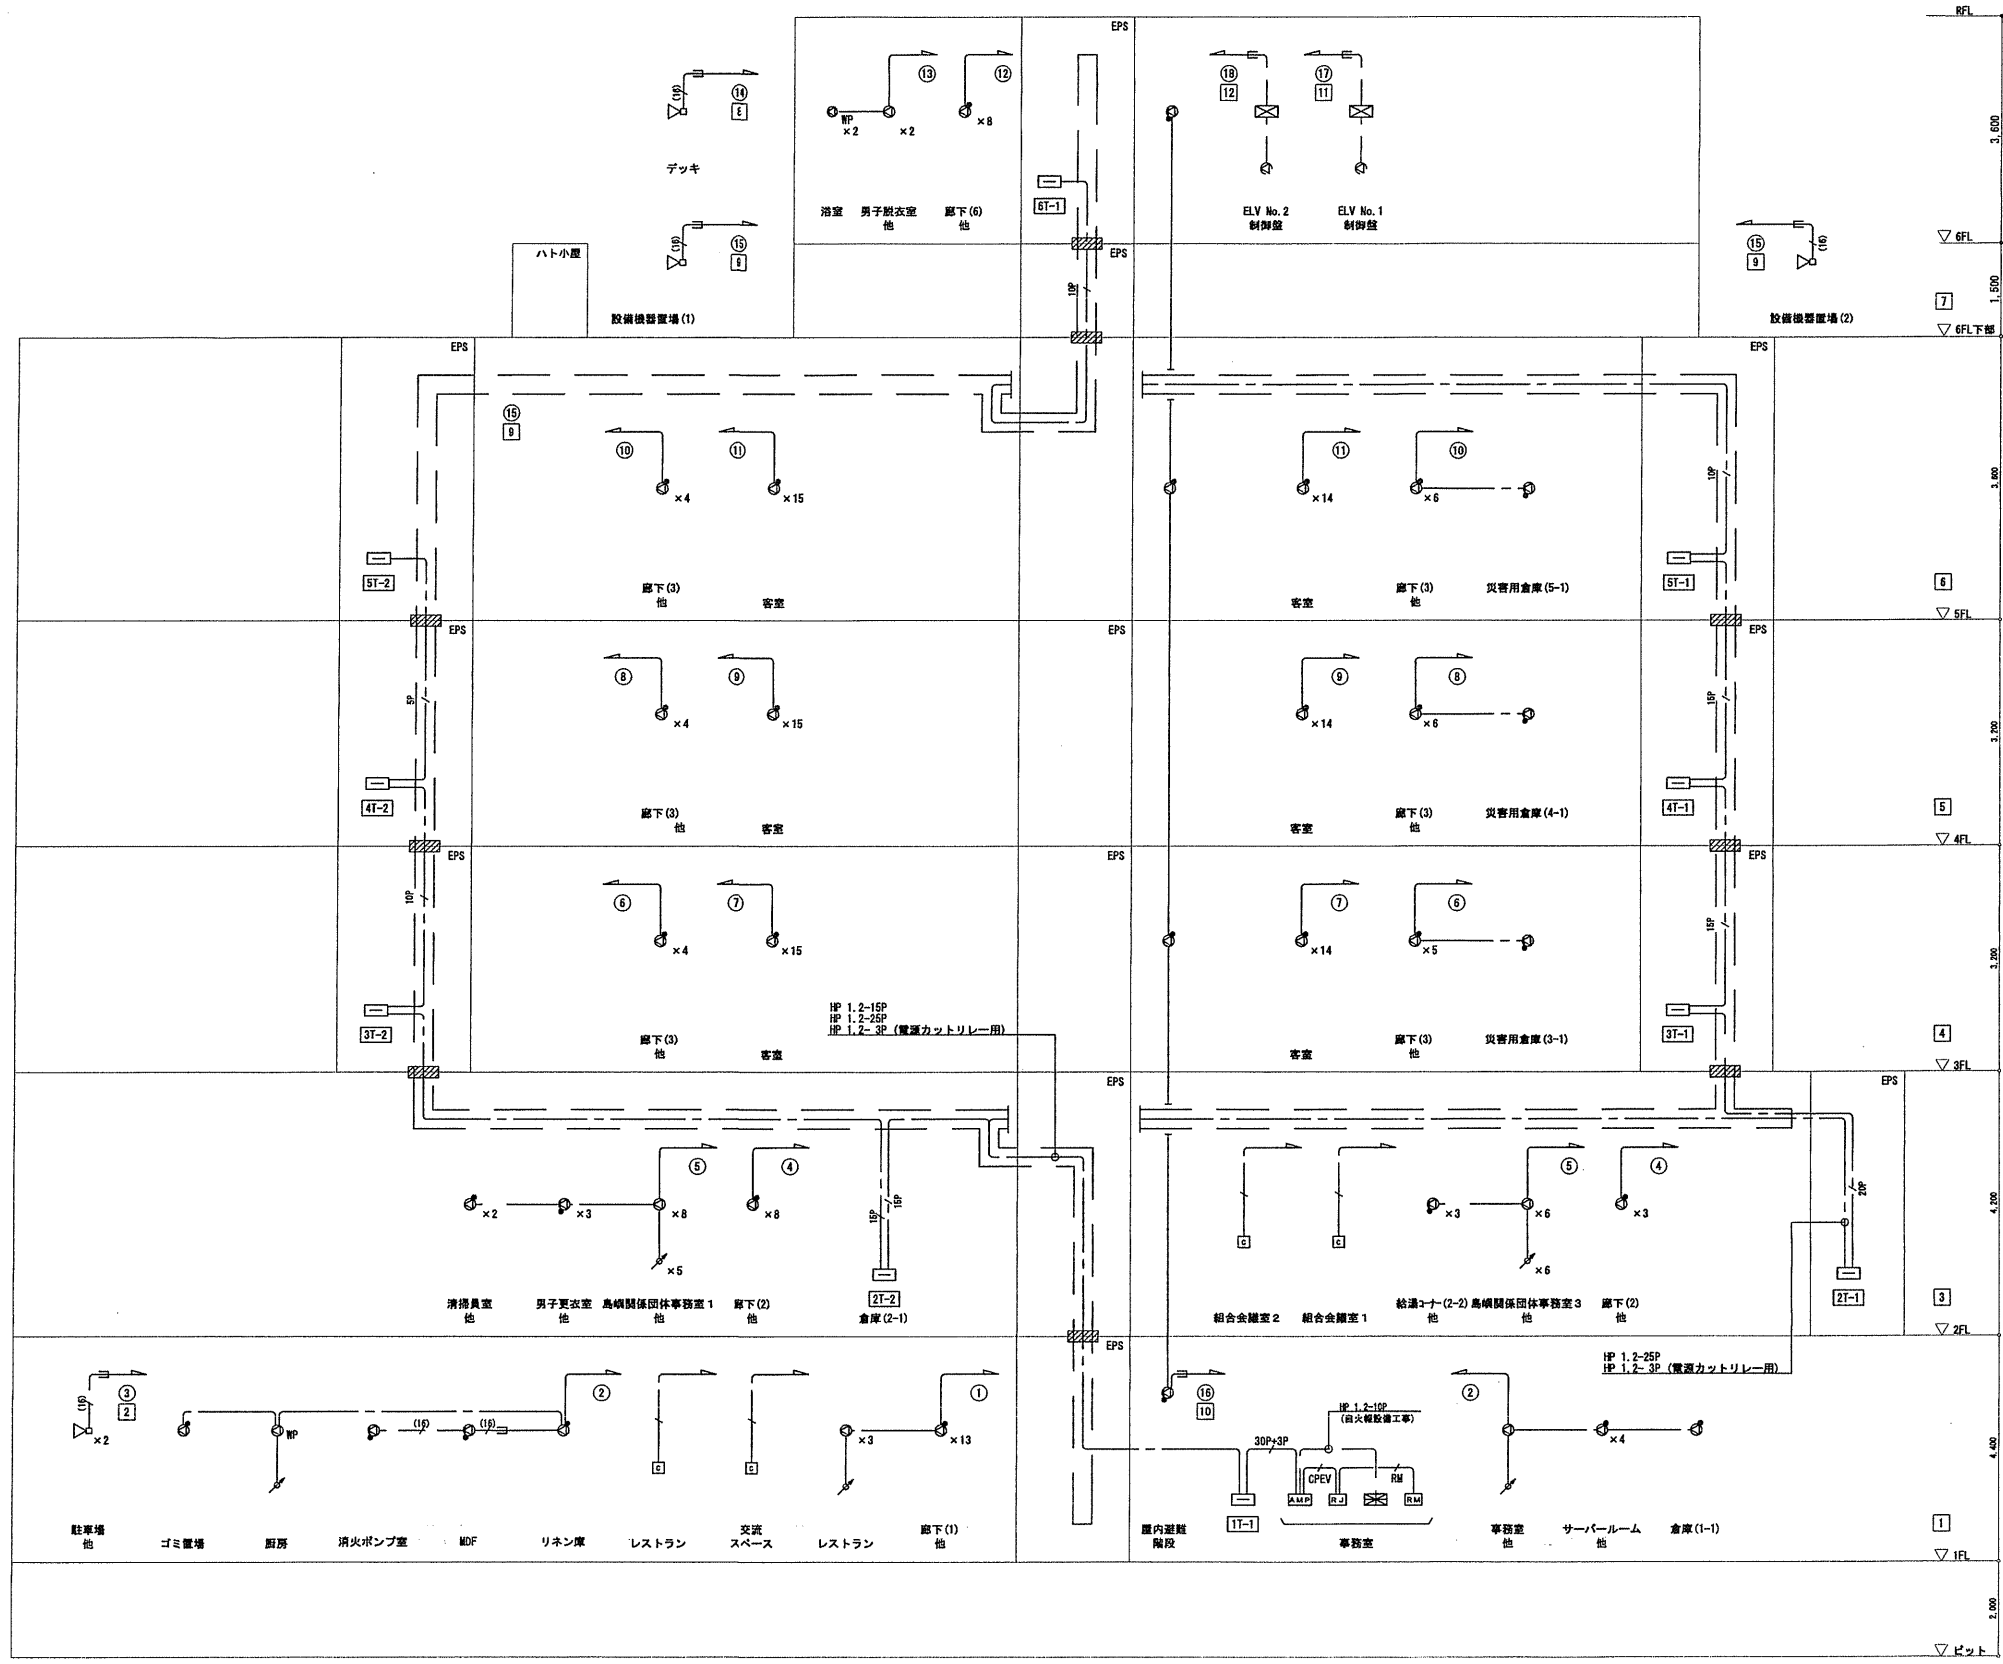 RFL
EPS
⑭
8
(16)
デッキ
⑬
⑫
WP
×2
×2
×8
浴室
男子脱衣室
他
廊下(6)
他
6T-1
⑱
12
⑰
11
ELV No.2
制御盤
ELV No.1
制御盤
3,600
▽ 6FL
ハト小屋
(16)
⑮
9
設備機器置場(1)
EPS
10P
⑮
9
(16)
設備機器置場(2)
7
1,500
▽ 6FL下部
EPS
EPS
⑮
9
⑩
⑪
×4
×15
5T-2
廊下(3)
他
客室
⑪
⑩
×14
×6
客室
廊下(3)
他
災害用倉庫(5-1)
10P
5T-1
6
▽ 5FL
EPS
EPS
EPS
5P
⑧
⑨
×4
×15
4T-2
廊下(3)
他
客室
⑨
⑧
×14
×6
客室
廊下(3)
他
災害用倉庫(4-1)
15P
4T-1
3,200
5
▽ 4FL
EPS
EPS
EPS
10P
⑥
⑦
×4
×15
3T-2
廊下(3)
他
客室
HP 1.2-15P
HP 1.2-25P
HP 1.2- 3P (電源カットリレー用)
⑦
⑥
×14
×5
客室
廊下(3)
他
災害用倉庫(3-1)
15P
3T-1
3,200
4
▽ 3FL
EPS
EPS
⑤
④
×2
×3
×8
×8
×5
15P
15P
2T-2
清掃員室
他
男子更衣室
他
島嶼関係団体事務室1
他
廊下(2)
他
倉庫(2-1)
⑤
④
C
C
×3
×6
×3
×6
組合会議室2
組合会議室1
給湯コーナー(2-2)
他
島嶼関係団体事務室3
他
廊下(2)
他
20P
2T-1
4,200
3
▽ 2FL
EPS
HP 1.2-25P
HP 1.2- 3P (電源カットリレー用)
(16)
③
2
×2
WP
(16)
(16)
②
C
C
①
×3
×13
駐車場
他
ゴミ置場
厨房
消火ポンプ室
MDF
リネン庫
レストラン
交流
スペース
レストラン
廊下(1)
他
⑯
10
HP 1.2-10P
(自火報設備工事)
30P+3P
CPEV
RM
AMP
RJ
RM
1T-1
屋内避難
階段
事務室
②
×4
事務室
他
サーバールーム
他
倉庫(1-1)
4,400
1
▽ 1FL
2,000
▽ ピット